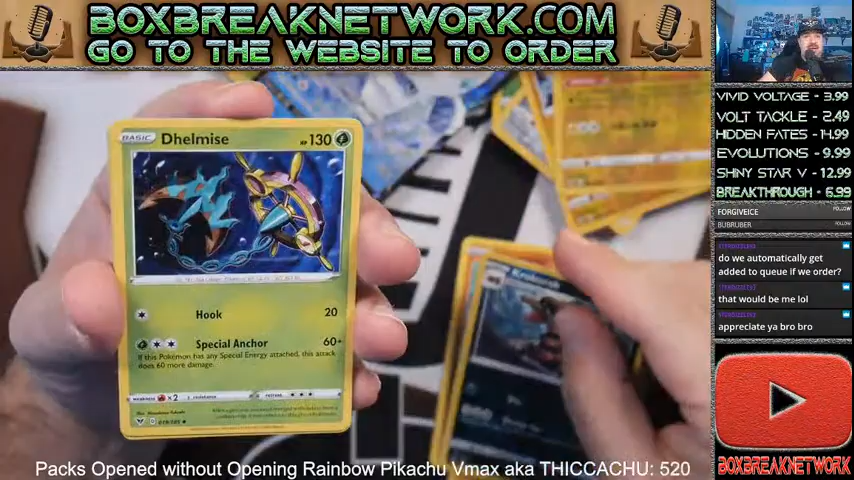 BOXBREAKNETWORK.COM
GO TO THE WEBSITE TO ORDER
BASIC Dhelmise HP 130
Hook 20
Special Anchor 60+
If this Pokémon has any Special Energy attached, this attack
does 60 more damage.
×2
VIVID VOLTAGE - 3.99
VOLT TACKLE - 2.49
HIDDEN FATES - 14.99
EVOLUTIONS - 9.99
SHINY STAR V - 12.99
BREAKTHROUGH - 6.99
FORGIVEICE FOLLOW
BUBRUBER FOLLOW
do we automatically get
added to queue if we order?
that would be me lol
appreciate ya bro bro
BOXBREAKNETWORK
Packs Opened without Opening Rainbow Pikachu Vmax aka THICCACHU: 520